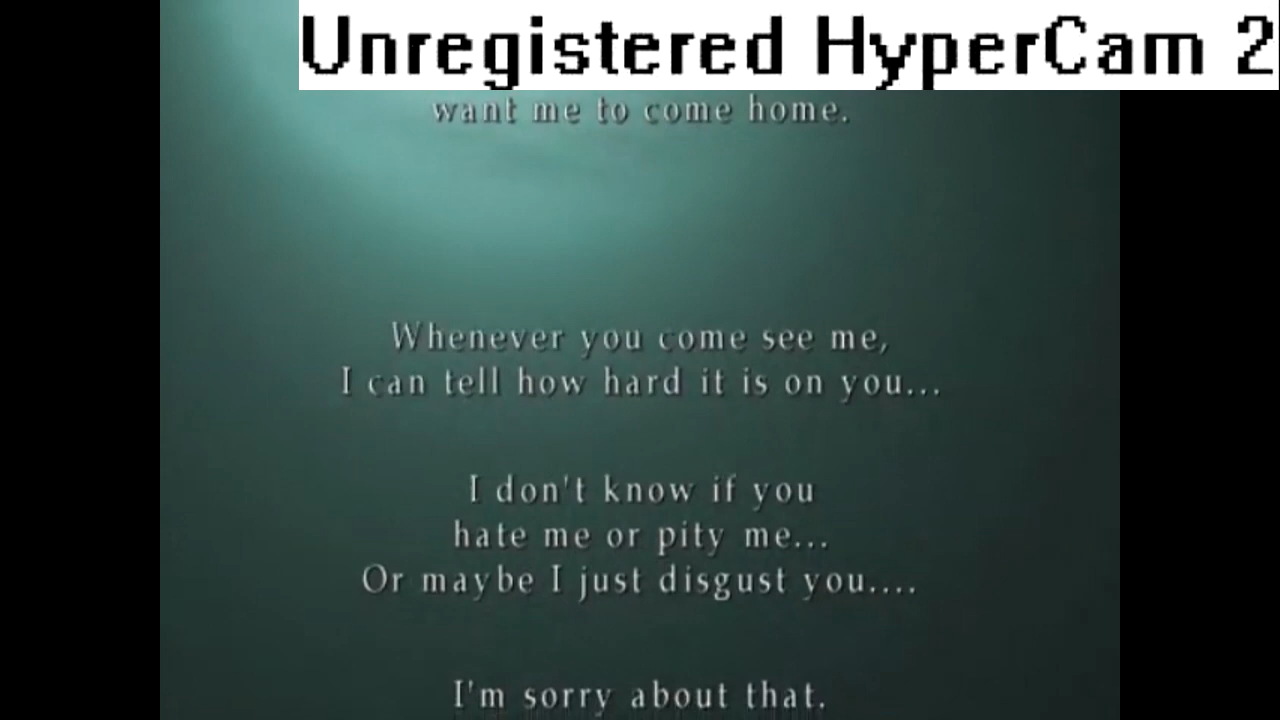 Unregistered HyperCam 2
want me to come home.
Whenever you come see me,
I can tell how hard it is on you...
I don't know if you
hate me or pity me...
Or maybe I just disgust you....
I'm sorry about that.